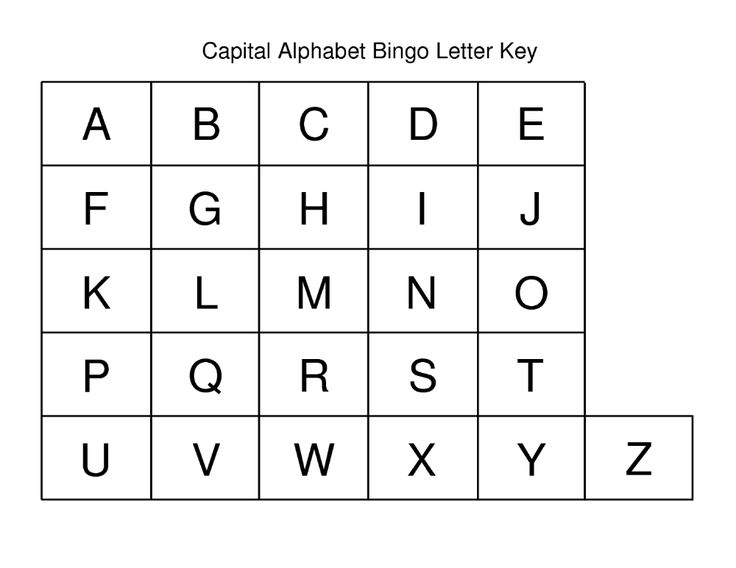 Capital Alphabet Bingo Letter Key
A B C D E
F G H I J
K L M N O
P Q R S T
U V W X Y Z